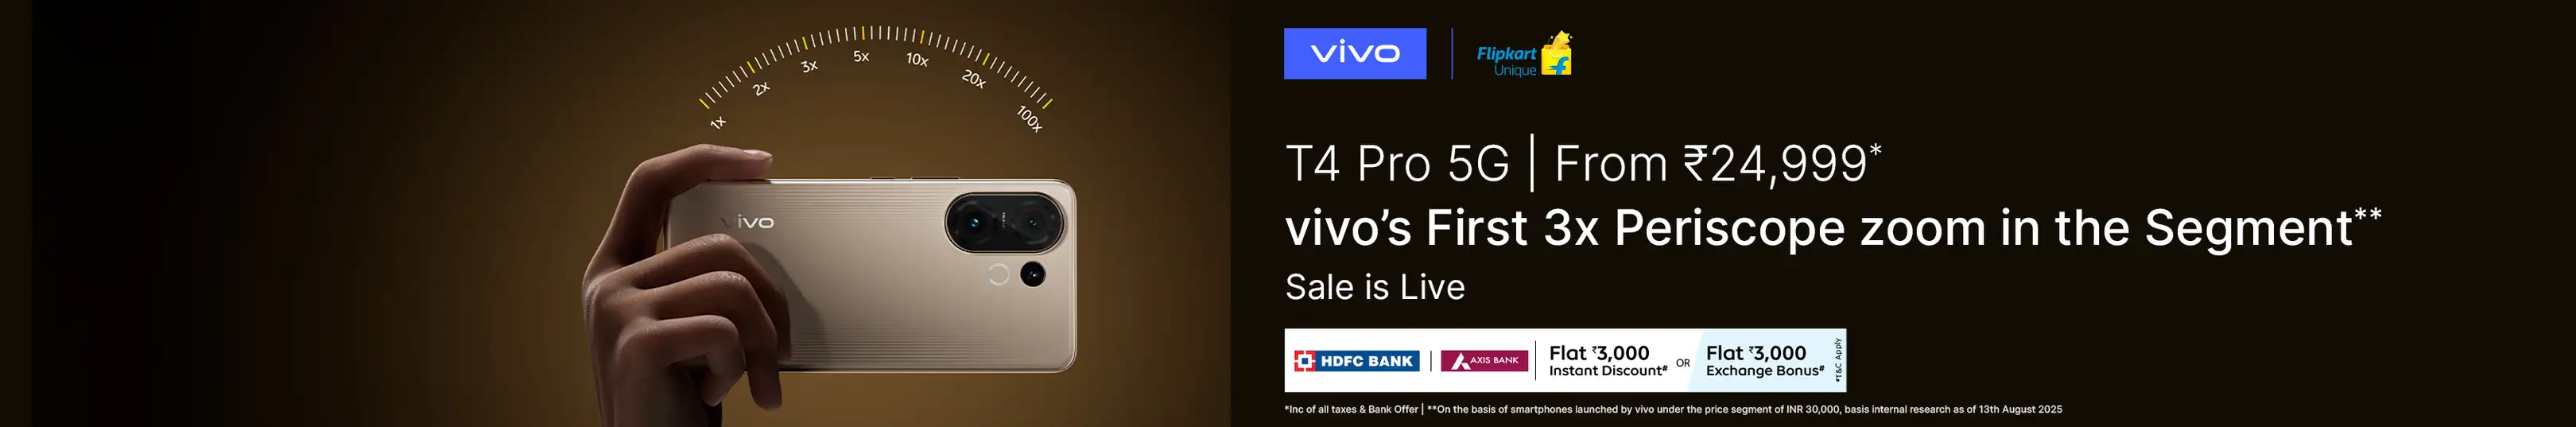 1x
2x
3x
5x
10x
20x
100x
vivo
vivo
Flipkart
Unique
T4 Pro 5G | From ₹24,999*
vivo’s First 3x Periscope zoom in the Segment**
Sale is Live
HDFC BANK | AXIS BANK
Flat ₹3,000
Instant Discount#
OR
Flat ₹3,000
Exchange Bonus#
*T&C Apply
*Inc of all taxes & Bank Offer | **On the basis of smartphones launched by vivo under the price segment of INR 30,000, basis internal research as of 13th August 2025